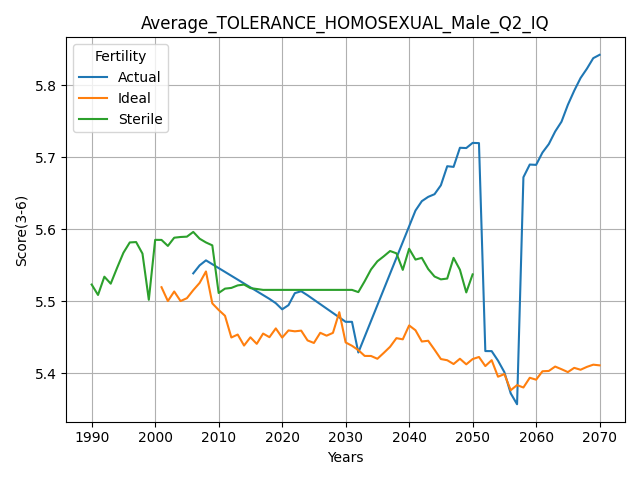 Average_TOLERANCE_HOMOSEXUAL_Male_Q2_IQ
Fertility
Actual
Ideal
Sterile
Score(3-6)
5.8
5.7
5.6
5.5
5.4
1990 2000 2010 2020 2030 2040 2050 2060 2070
Years